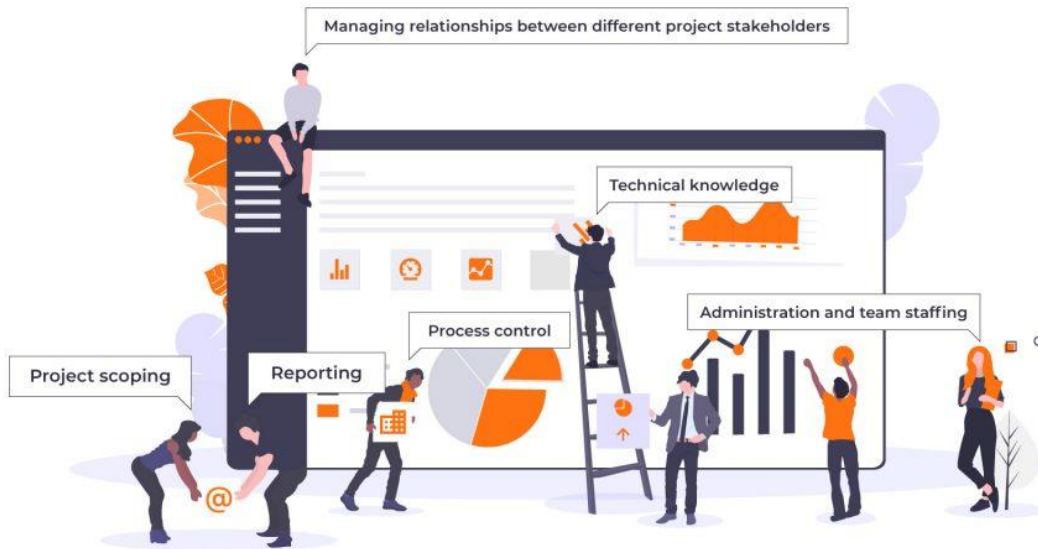 Managing relationships between different project stakeholders
Technical knowledge
Administration and team staffing
Process control
Project scoping
Reporting
@